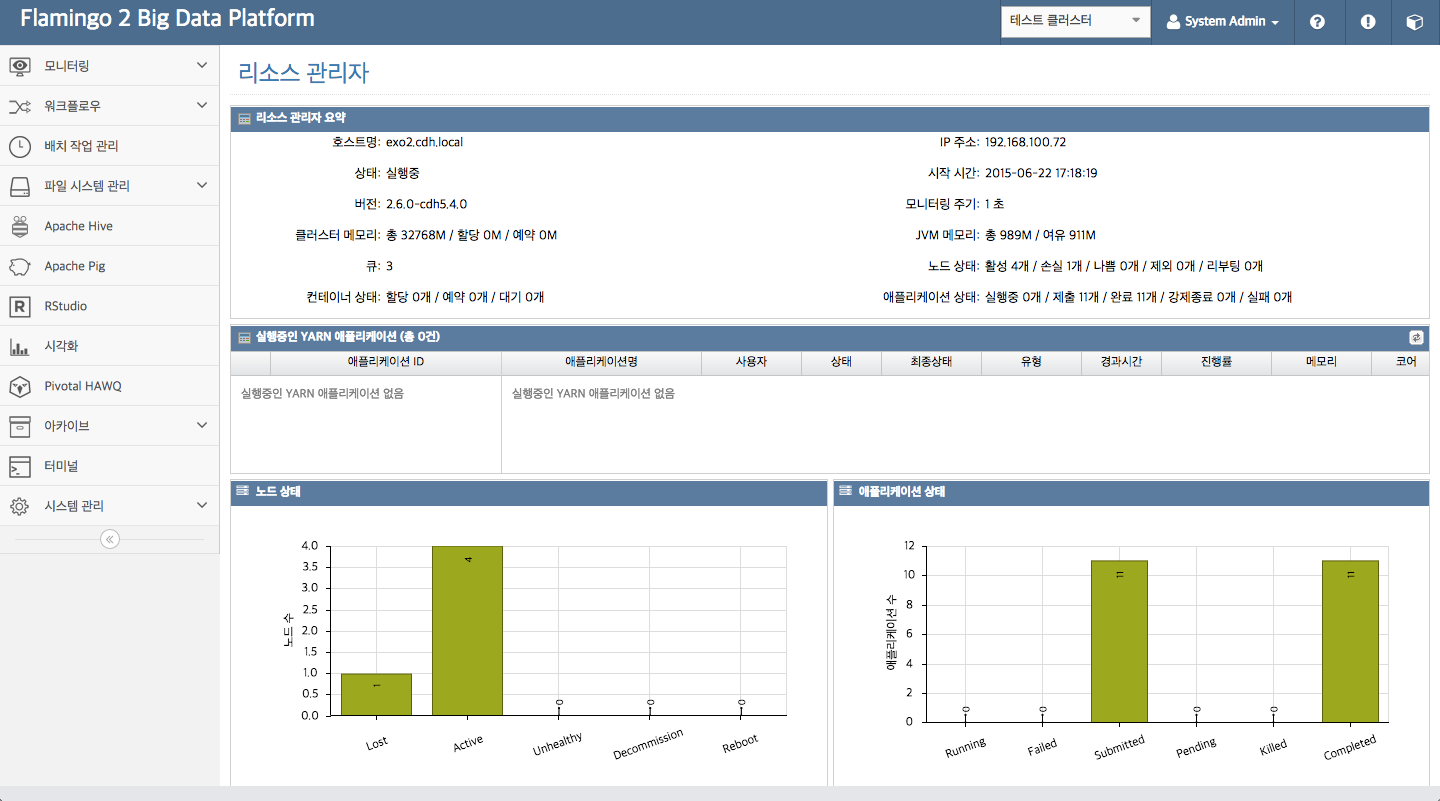 Flamingo 2 Big Data Platform
테스트 클러스터
System Admin
모니터링
워크플로우
배치 작업 관리
파일 시스템 관리
Apache Hive
Apache Pig
RStudio
시각화
Pivotal HAWQ
아카이브
터미널
시스템 관리
리소스 관리자
리소스 관리자 요약
호스트명: exo2.cdh.local
IP 주소: 192.168.100.72
상태: 실행중
시작 시간: 2015-06-22 17:18:19
버전: 2.6.0-cdh5.4.0
모니터링 주기: 1 초
클러스터 메모리: 총 32768M / 할당 0M / 예약 0M
JVM 메모리: 총 989M / 여유 911M
큐: 3
노드 상태: 활성 4개 / 손실 1개 / 나쁨 0개 / 제외 0개 / 리부팅 0개
컨테이너 상태: 할당 0개 / 예약 0개 / 대기 0개
애플리케이션 상태: 실행중 0개 / 제출 11개 / 완료 11개 / 강제종료 0개 / 실패 0개
실행중인 YARN 애플리케이션 (총 0건)
애플리케이션 ID 애플리케이션명 사용자 상태 최종상태 유형 경과시간 진행률 메모리 코어
실행중인 YARN 애플리케이션 없음 실행중인 YARN 애플리케이션 없음
노드 상태
4.0
3.5
3.0
2.5
2.0
1.5
1.0
0.5
0.0
노드 수
1 4 0 0 0
Lost Active Unhealthy Decommission Reboot
애플리케이션 상태
12
10
8
6
4
2
0
애플리케이션 수
0 0 11 0 0 11
Running Failed Submitted Pending Killed Completed